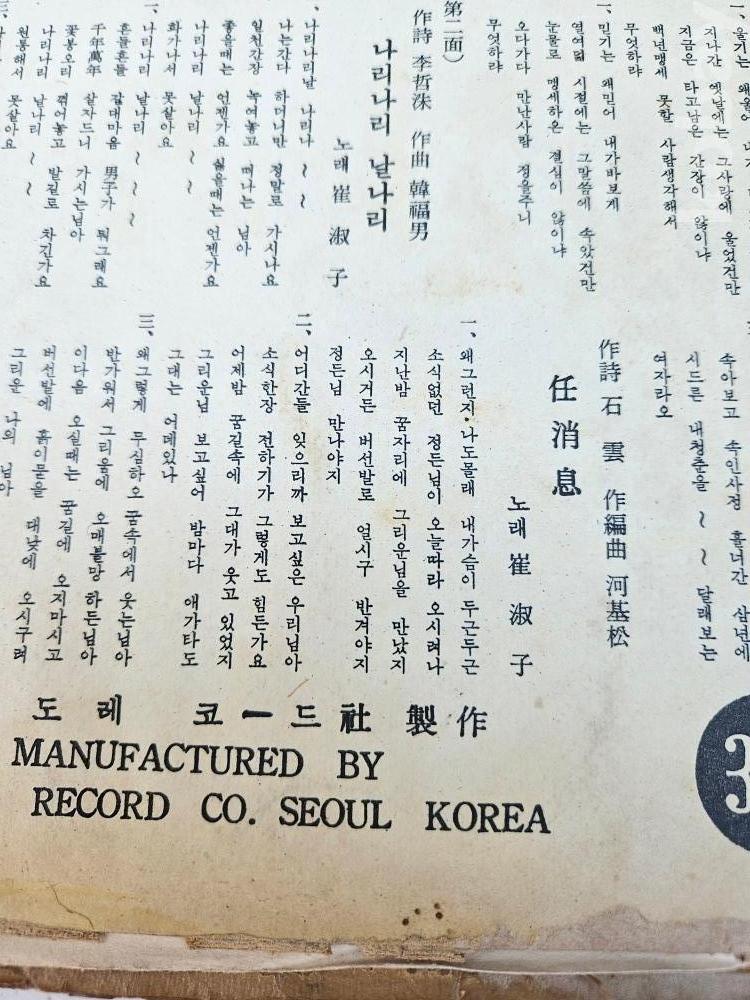 一、울기는 왜울어
지나간 옛날에는 그사랑에 울었건만
지금은 타고남은 간장이 않이냐
백년맹세 못할 사람생각해서
무엇하랴
一、믿기는 왜믿어 내가바보게
열여덟 시절에는 그말씀에 속았건만
눈물로 맹세하온 결심이 않이냐
오다가다 만난사람 정을주니
무엇하랴
第二面)
作詩 李哲洙 作曲 韓福男
나리나리 날나리
노래 崔淑子
나리나리날 나리나 ~ ~
나는간다 하더니만 정말로 가시나요
일천간장 녹여놓고 떠나는 님아
좋을때는 언젠가요 싫을때는 언젠가요
나리나리 날나리 ~ ~
화가나서 못살아요
一、나리나리 날나리 ~ ~ ~
흔들흔들 갈대마음 男子가 뭐그래요
千年萬年 살자드니 가시는님아
꽃봉오리 꺾어놓고 발길로 차긴가요
나리나리 날나리 ~ ~
원통해서 못살아요
속아보고 속인사정 흘너간 삼년에
시드른 내청춘을 ~ ~ 달래보는
여자라오
作詩 石雲 作編曲 河基松
任消息
노래 崔淑子
一、왜그런지 나도몰래 내가슴이 두근두근
소식없던 정든님이 오늘따라 오시려나
지난밤 꿈자리에 그리운님을 만났지
오시거든 버선발로 얼시구 반겨야지
정든님 만나야지
二、어디간들 잊으리까 보고싶은 우리님아
소식한장 전하기가 그렇게도 힘든가요
어제밤 꿈길속에 그대가 웃고 있었지
그리운님 보고싶어 밤마다 애가타도
그대는 어데있나
三、왜그렇게 무심하오 꿈속에서 웃는님아
반가워서 그리움에 오매불망 하든님아
이다음 오실때는 꿈길에 오지마시고
버선발에 흙이묻을 대낮에 오시구려
그리운 나의 님아
도레 코ー드社 製作
MANUFACTURED BY
RECORD CO. SEOUL KOREA
3